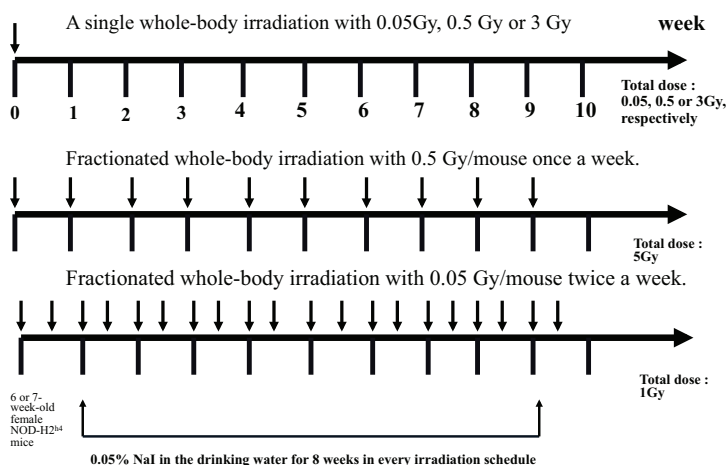 A single whole-body irradiation with 0.05Gy, 0.5 Gy or 3 Gy
week
0 1 2 3 4 5 6 7 8 9 10
Total dose :
0.05, 0.5 or 3Gy,
respectively
Fractionated whole-body irradiation with 0.5 Gy/mouse once a week.
Total dose :
5Gy
Fractionated whole-body irradiation with 0.05 Gy/mouse twice a week.
Total dose :
1Gy
6 or 7-
week-old
female
NOD-H2h4
mice
0.05% NaI in the drinking water for 8 weeks in every irradiation schedule